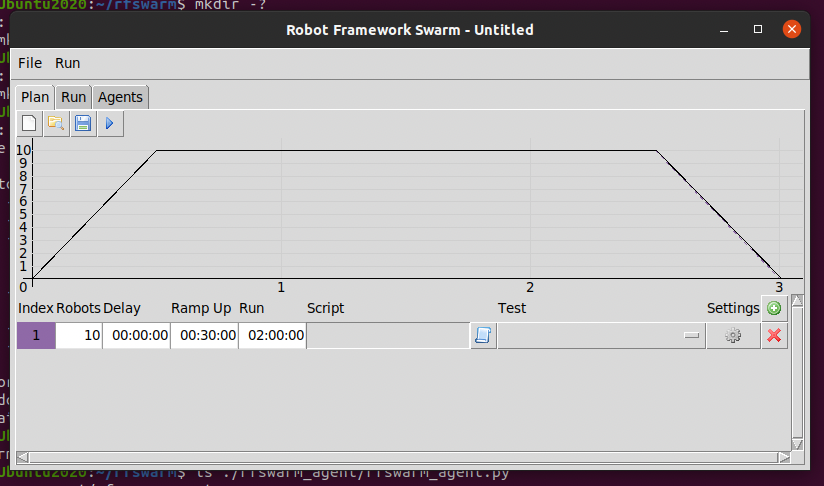 Ubuntu2020:~/rfswarm$ mkdir -?
Robot Framework Swarm - Untitled
File Run
Plan Run Agents
10
9
8
7
6
5
4
3
2
1
0 1 2 3
Index Robots Delay Ramp Up Run Script Test Settings
1 10 00:00:00 00:30:00 02:00:00
Ubuntu2020:~/rfswarm$ ls ./rfswarm_agent/rfswarm_agent.py